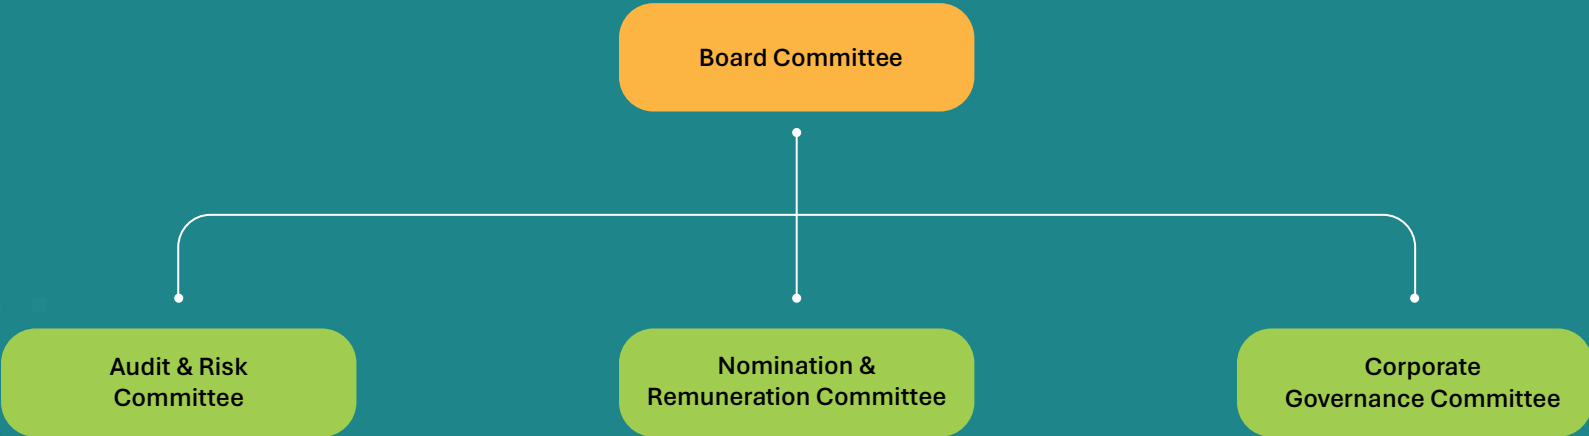 Board Committee
Audit & Risk
Committee
Nomination &
Remuneration Committee
Corporate
Governance Committee